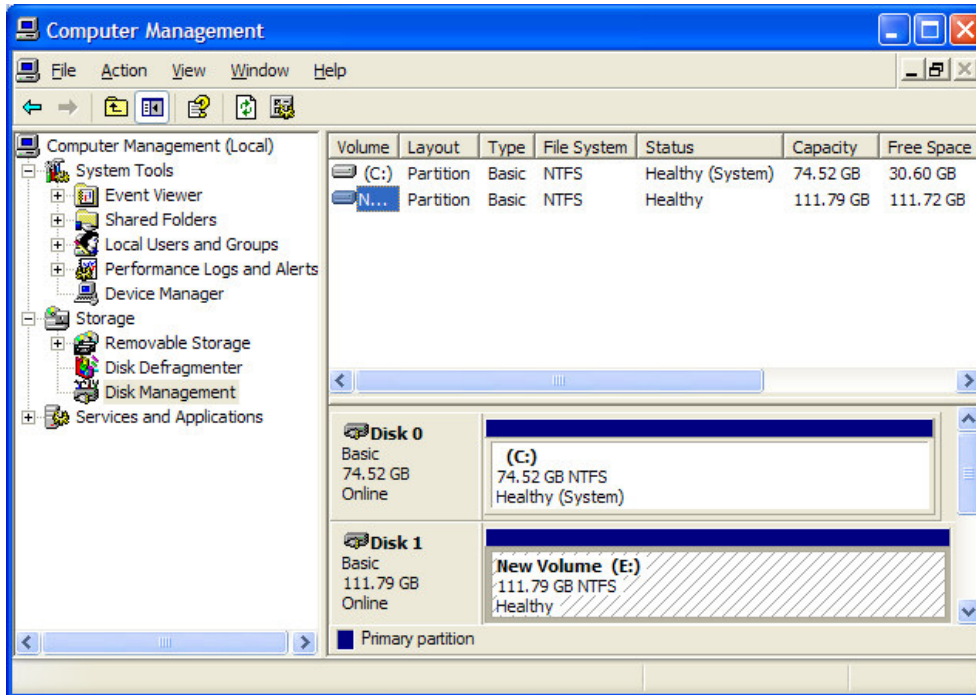 Computer Management
File Action View Window Help
Computer Management (Local)
System Tools
Event Viewer
Shared Folders
Local Users and Groups
Performance Logs and Alerts
Device Manager
Storage
Removable Storage
Disk Defragmenter
Disk Management
Services and Applications
Volume Layout Type File System Status Capacity Free Space
(C:) Partition Basic NTFS Healthy (System) 74.52 GB 30.60 GB
N... Partition Basic NTFS Healthy 111.79 GB 111.72 GB
Disk 0
Basic
74.52 GB
Online
(C:)
74.52 GB NTFS
Healthy (System)
Disk 1
Basic
111.79 GB
Online
New Volume (E:)
111.79 GB NTFS
Healthy
Primary partition